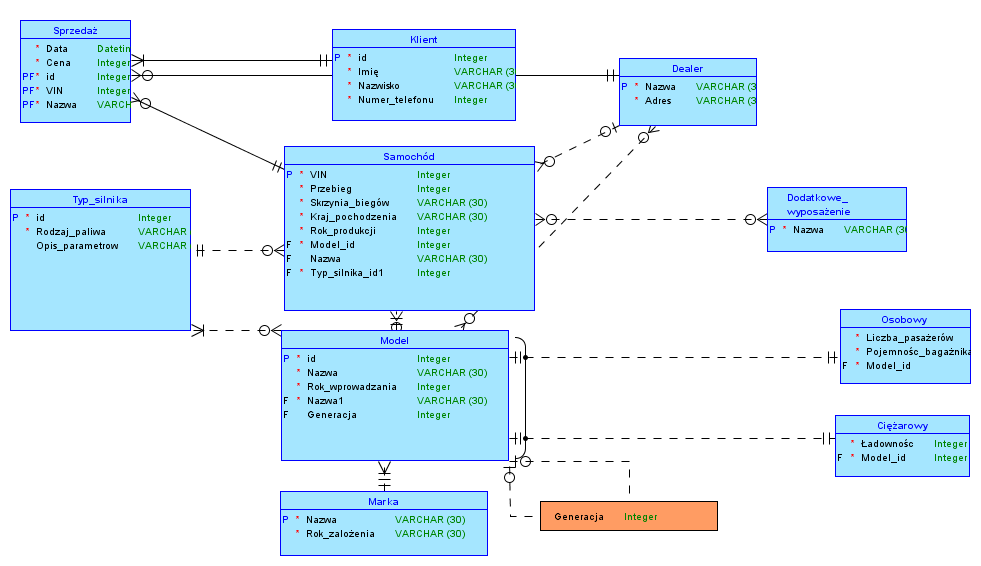 Sprzedaż
* Data Datetin
* Cena Integer
PF* id Integer
PF* VIN Integer
PF* Nazwa VARCH
Klient
P * id Integer
* Imię VARCHAR (3
* Nazwisko VARCHAR (3
* Numer_telefonu Integer
Dealer
P * Nazwa VARCHAR (3
* Adres VARCHAR (3
Samochód
P * VIN Integer
* Przebieg Integer
* Skrzynia_biegów VARCHAR (30)
* Kraj_pochodzenia VARCHAR (30)
* Rok_produkcji Integer
F * Model_id Integer
F Nazwa VARCHAR (30)
F * Typ_silnika_id1 Integer
Typ_silnika
P * id Integer
* Rodzaj_paliwa VARCHAR
Opis_parametrow VARCHAR
Dodatkowe_
wyposażenie
P * Nazwa VARCHAR (30
Model
P * id Integer
* Nazwa VARCHAR (30)
* Rok_wprowadzania Integer
F * Nazwa1 VARCHAR (30)
F Generacja Integer
Osobowy
* Liczba_pasażerów
* Pojemnośc_bagażnika
F * Model_id
Ciężarowy
* Ładownośc Integer
F * Model_id Integer
Marka
P * Nazwa VARCHAR (30)
* Rok_założenia VARCHAR (30)
Generacja Integer